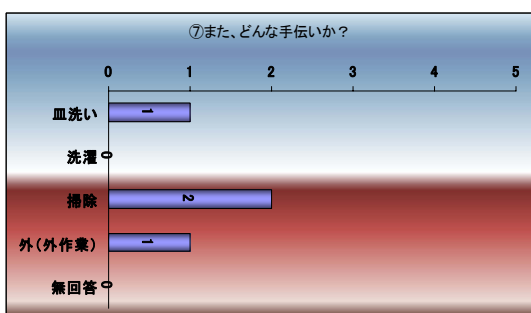 ⑦また、どんな手伝いか？
0 1 2 3 4 5
皿洗い 1
洗濯 0
掃除 2
外（外作業） 1
無回答 0